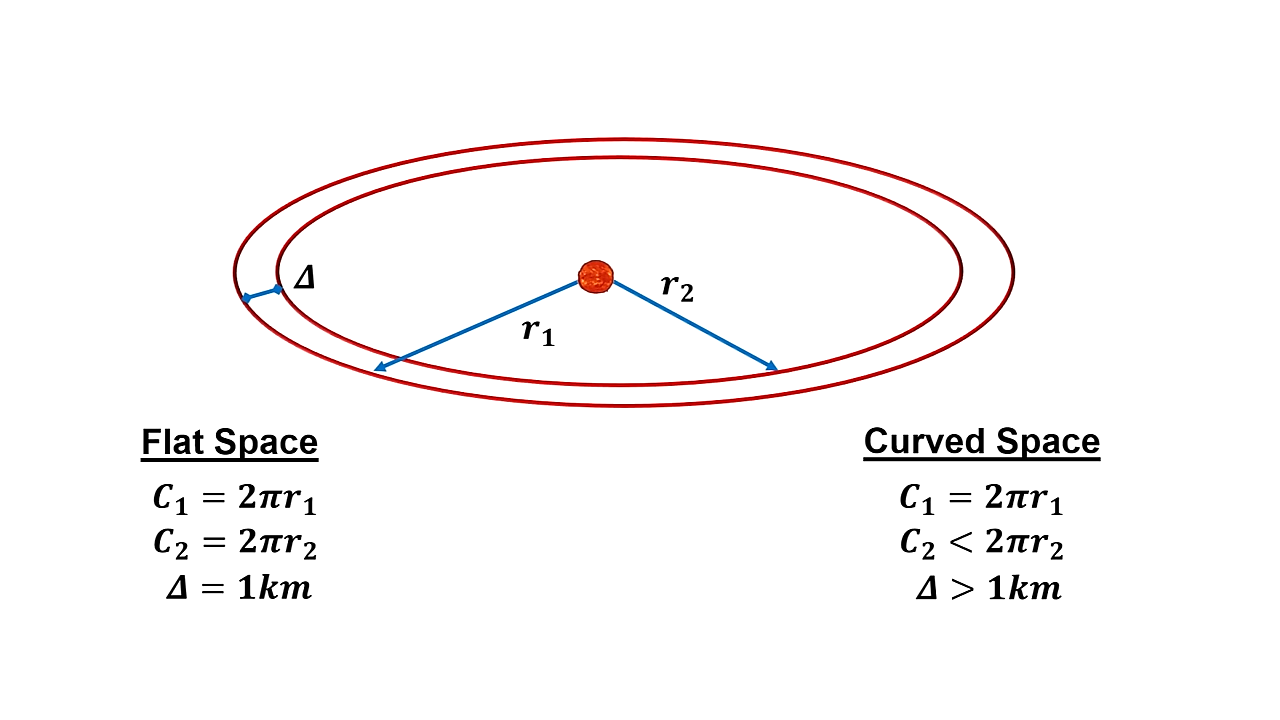 Δ
r₂
r₁
Flat Space
C₁ = 2πr₁
C₂ = 2πr₂
Δ = 1km
Curved Space
C₁ = 2πr₁
C₂ < 2πr₂
Δ > 1km